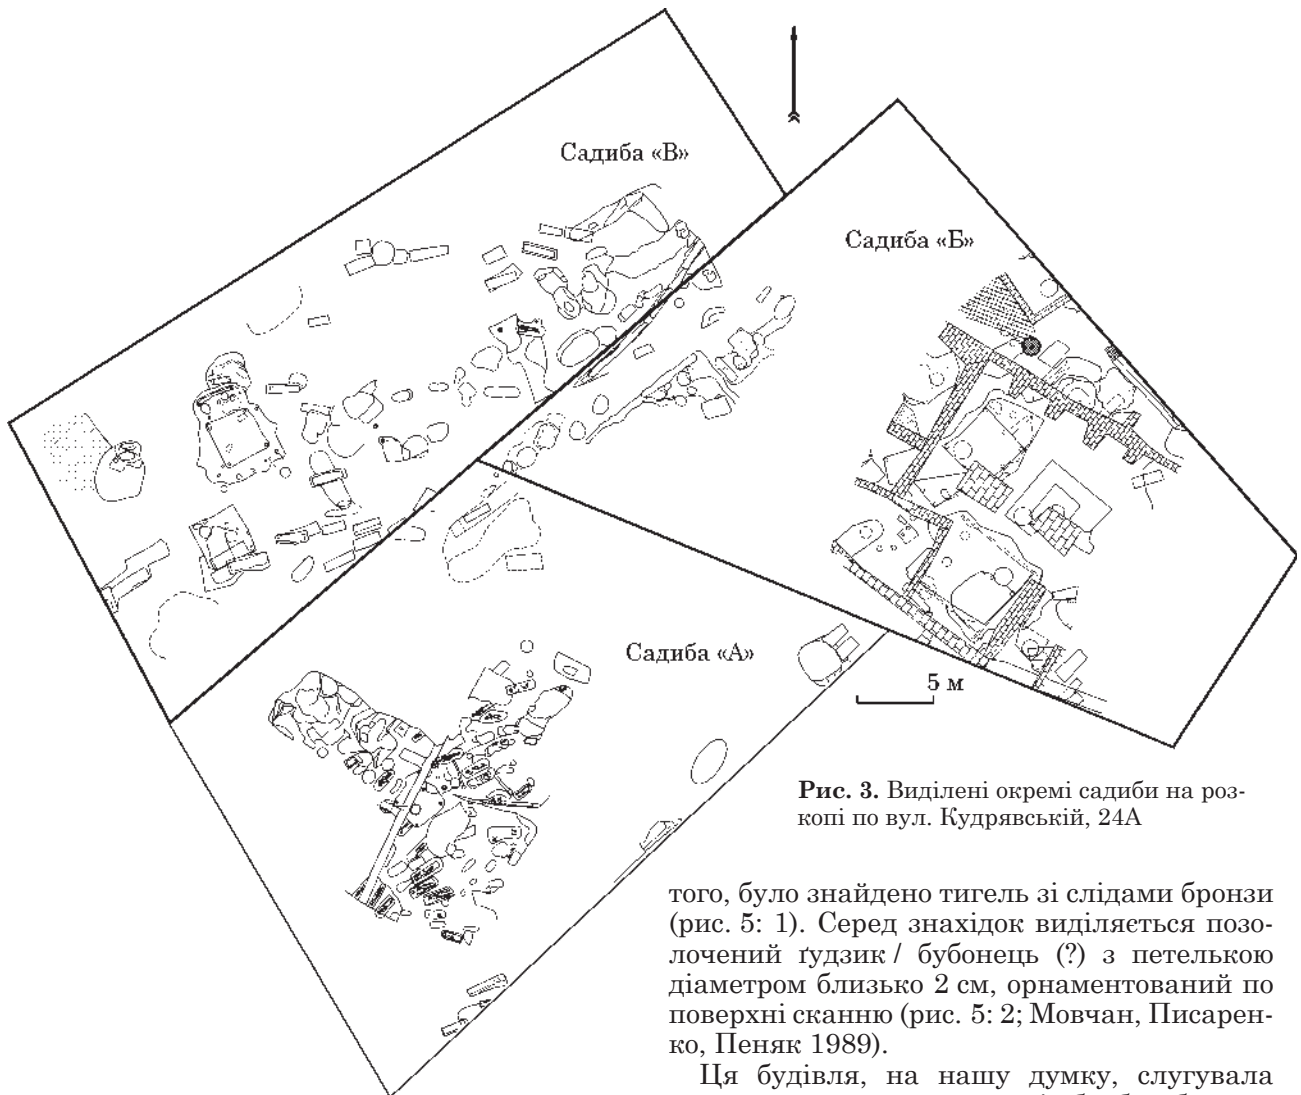 Садиба «В»
Садиба «Б»
Садиба «А»
5 м
Рис. 3. Виділені окремі садиби на роз-
копі по вул. Кудрявській, 24А
того, було знайдено тигель зі слідами бронзи
(рис. 5: 1). Серед знахідок виділяється позо-
лочений ґудзик / бубонець (?) з петелькою
діаметром близько 2 см, орнаментований по
поверхні сканню (рис. 5: 2; Мовчан, Писарен-
ко, Пеняк 1989).
Ця будівля, на нашу думку, слугувала